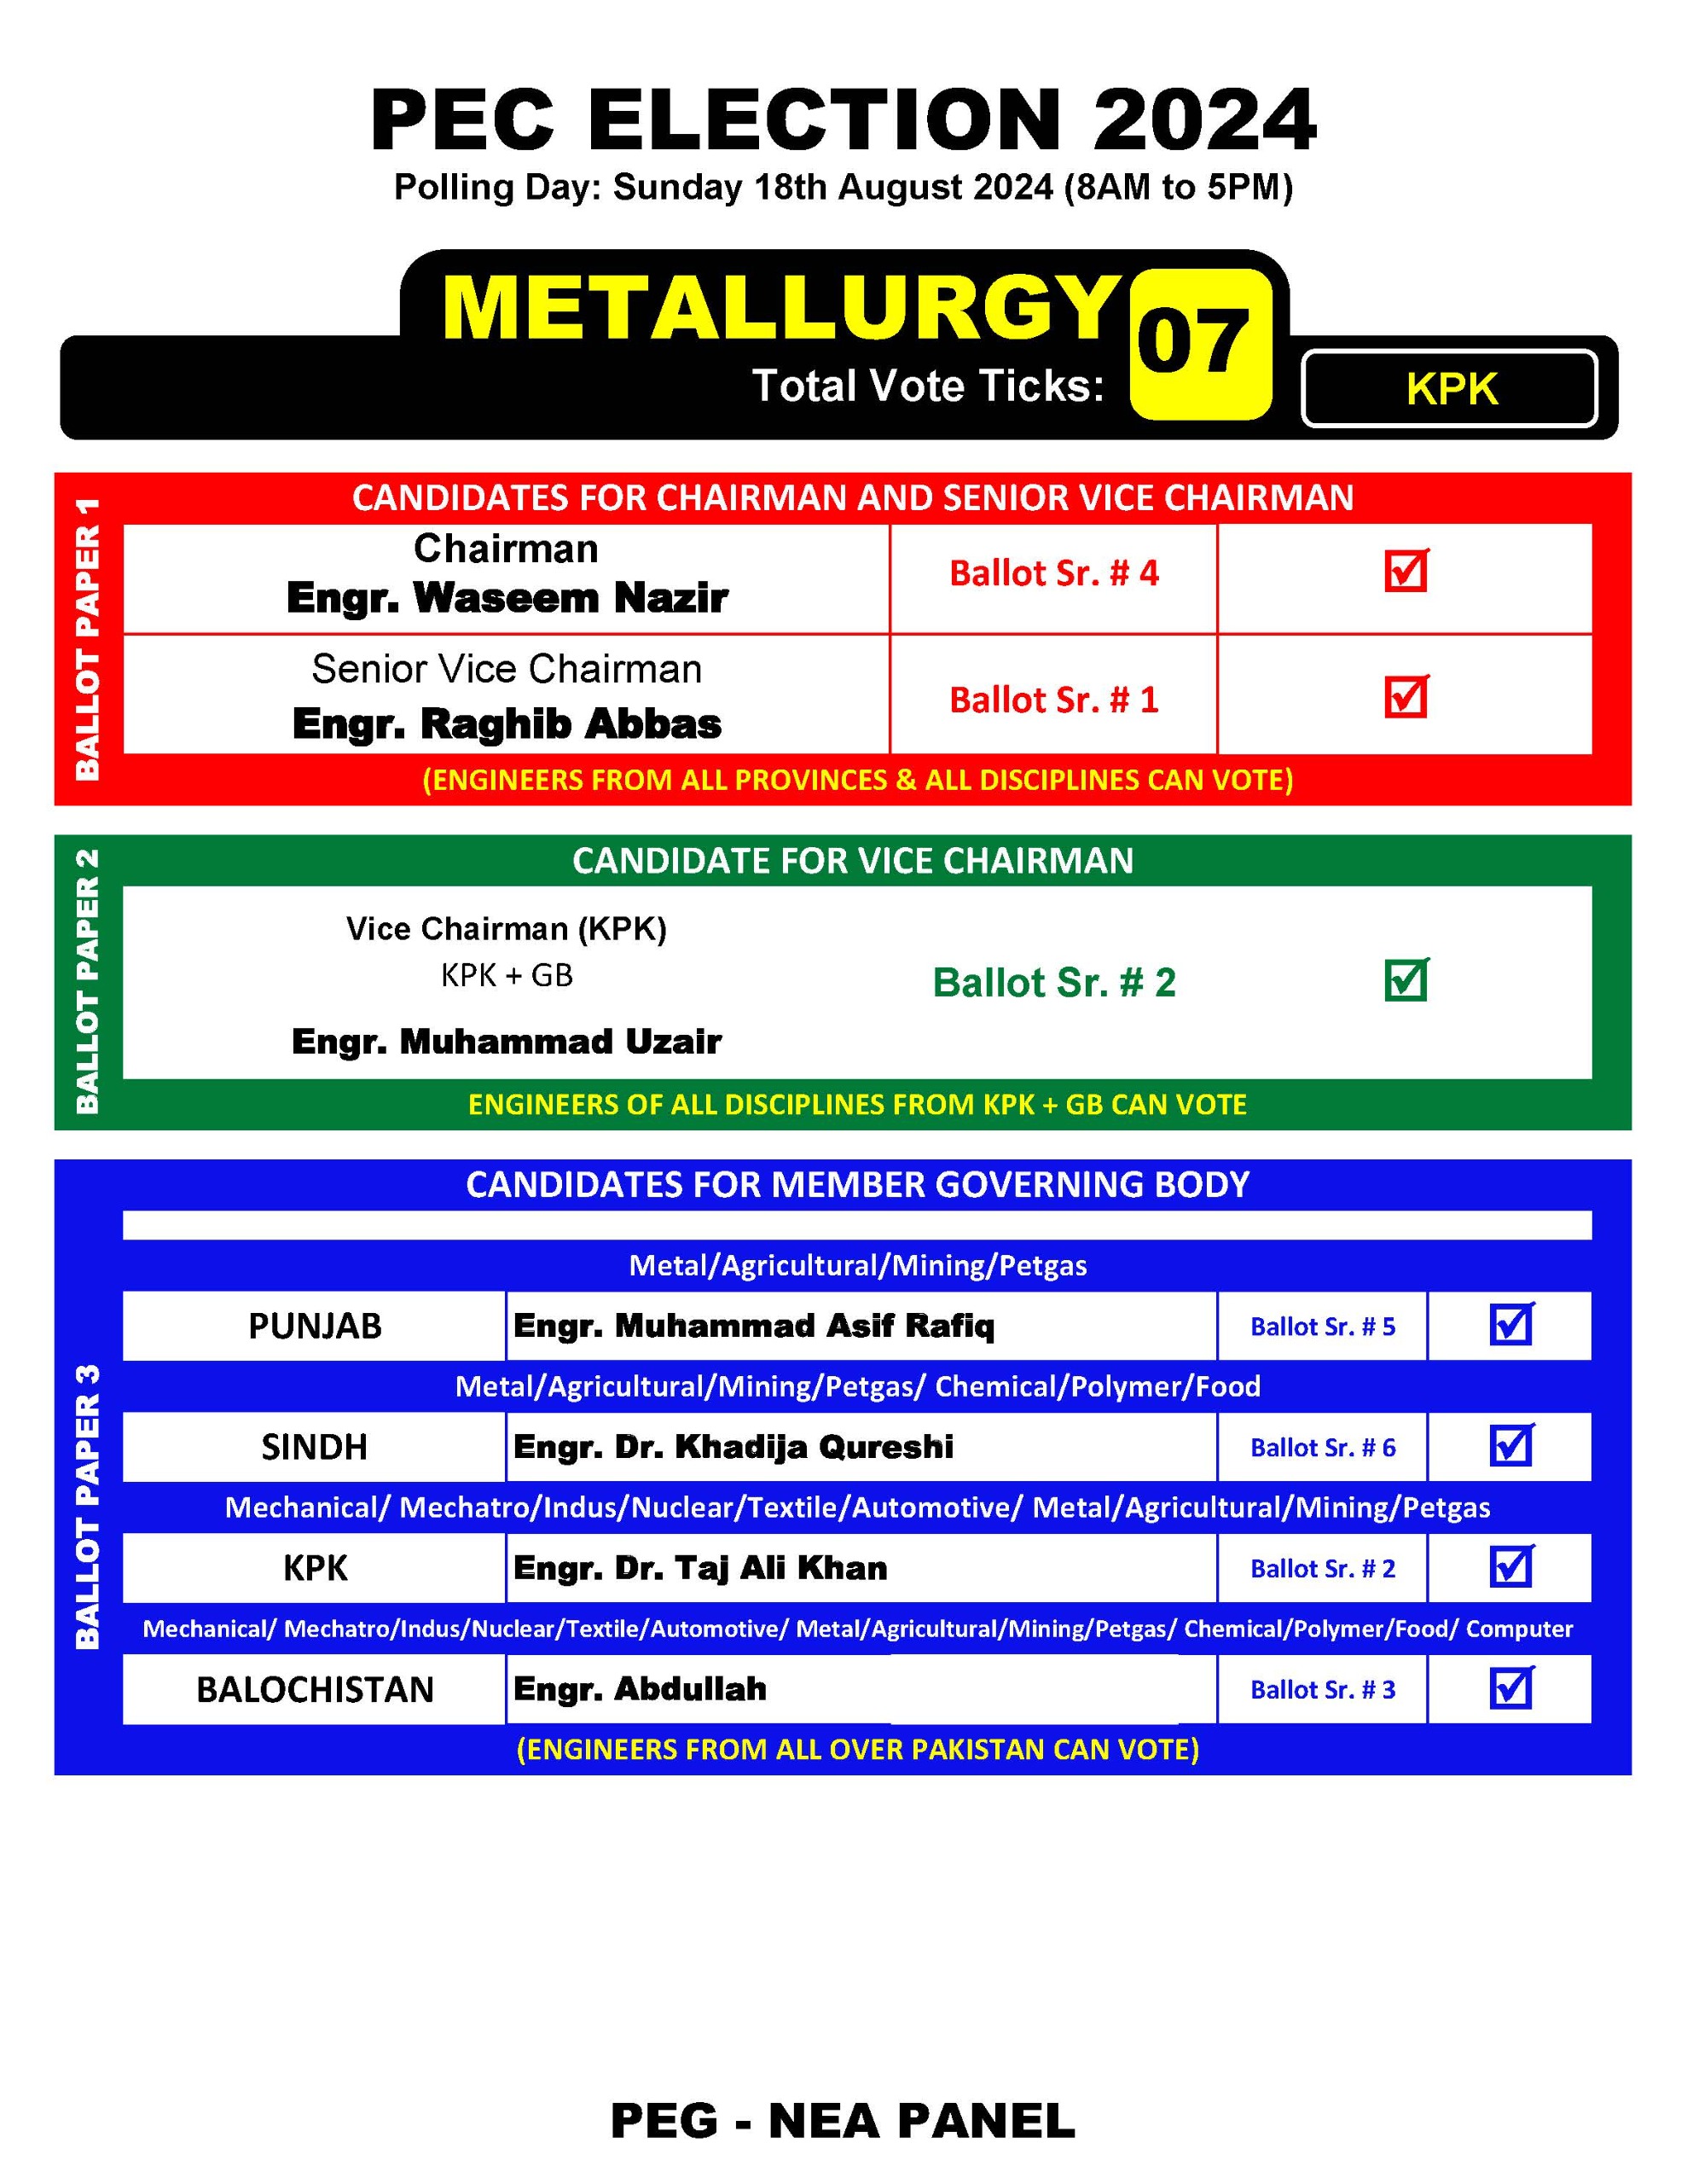 PEC ELECTION 2024
Polling Day: Sunday 18th August 2024 (8AM to 5PM)
METALLURGY
Total Vote Ticks: 07
KPK
BALLOT PAPER 1
CANDIDATES FOR CHAIRMAN AND SENIOR VICE CHAIRMAN
Chairman
Engr. Waseem Nazir
Ballot Sr. # 4
Senior Vice Chairman
Engr. Raghib Abbas
Ballot Sr. # 1
(ENGINEERS FROM ALL PROVINCES & ALL DISCIPLINES CAN VOTE)
BALLOT PAPER 2
CANDIDATE FOR VICE CHAIRMAN
Vice Chairman (KPK)
KPK + GB
Engr. Muhammad Uzair
Ballot Sr. # 2
ENGINEERS OF ALL DISCIPLINES FROM KPK + GB CAN VOTE
BALLOT PAPER 3
CANDIDATES FOR MEMBER GOVERNING BODY
Metal/Agricultural/Mining/Petgas
PUNJAB Engr. Muhammad Asif Rafiq Ballot Sr. # 5
Metal/Agricultural/Mining/Petgas/ Chemical/Polymer/Food
SINDH Engr. Dr. Khadija Qureshi Ballot Sr. # 6
Mechanical/ Mechatro/Indus/Nuclear/Textile/Automotive/ Metal/Agricultural/Mining/Petgas
KPK Engr. Dr. Taj Ali Khan Ballot Sr. # 2
Mechanical/ Mechatro/Indus/Nuclear/Textile/Automotive/ Metal/Agricultural/Mining/Petgas/ Chemical/Polymer/Food/ Computer
BALOCHISTAN Engr. Abdullah Ballot Sr. # 3
(ENGINEERS FROM ALL OVER PAKISTAN CAN VOTE)
PEG - NEA PANEL